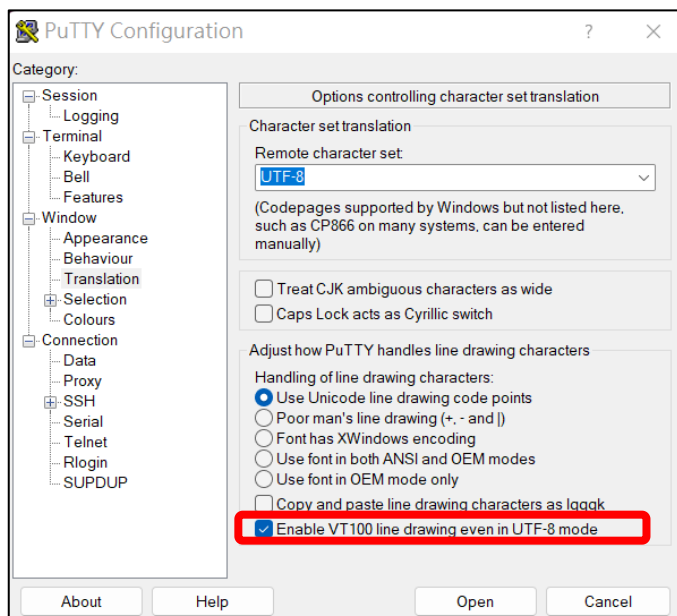 PuTTY Configuration
?
Category:
Session
Logging
Terminal
Keyboard
Bell
Features
Window
Appearance
Behaviour
Translation
Selection
Colours
Connection
Data
Proxy
SSH
Serial
Telnet
Rlogin
SUPDUP
Options controlling character set translation
Character set translation
Remote character set:
UTF-8
(Codepages supported by Windows but not listed here,
such as CP866 on many systems, can be entered
manually)
Treat CJK ambiguous characters as wide
Caps Lock acts as Cyrillic switch
Adjust how PuTTY handles line drawing characters
Handling of line drawing characters:
Use Unicode line drawing code points
Poor man's line drawing (+, - and |)
Font has XWindows encoding
Use font in both ANSI and OEM modes
Use font in OEM mode only
Copy and paste line drawing characters as lqqqk
Enable VT100 line drawing even in UTF-8 mode
About
Help
Open
Cancel